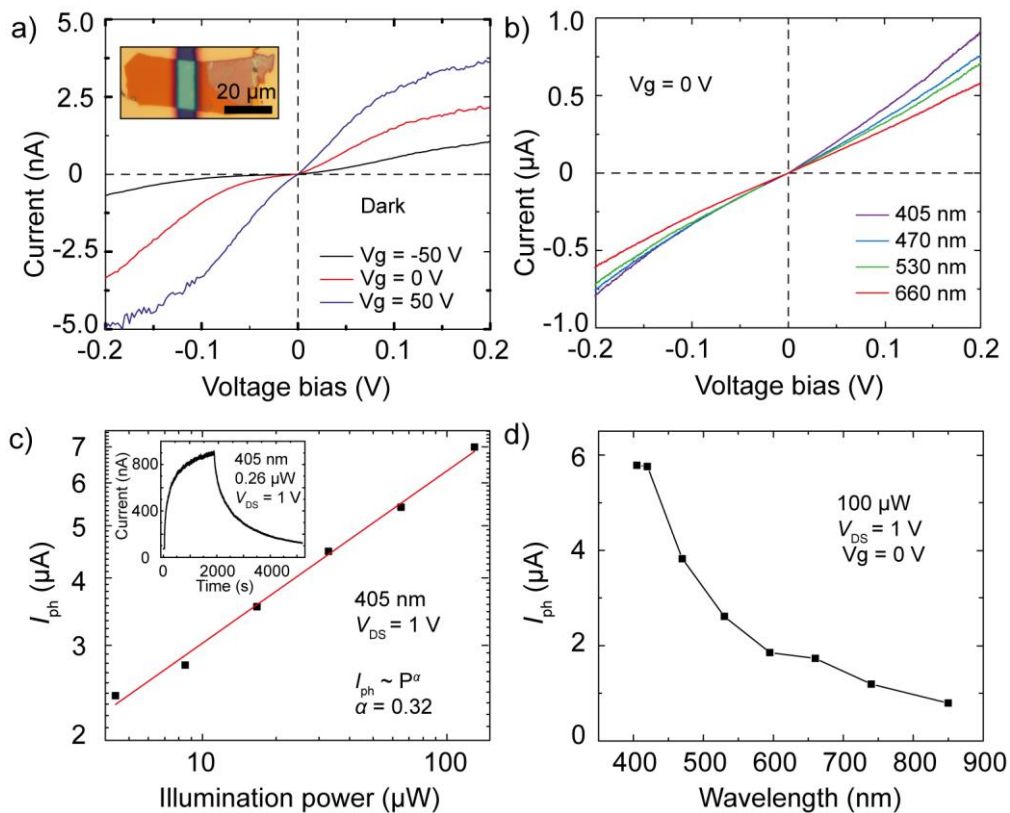 a)
5.0
2.5
0
-2.5
-5.0
Current (nA)
20 µm
Dark
Vg = -50 V
Vg = 0 V
Vg = 50 V
-0.2
-0.1
0
0.1
0.2
Voltage bias (V)
b)
1.0
0.5
0
-0.5
-1.0
Current (µA)
Vg = 0 V
405 nm
470 nm
530 nm
660 nm
-0.2
-0.1
0
0.1
0.2
Voltage bias (V)
c)
7
6
5
4
3
2
Iph (µA)
800
400
0
Current (nA)
405 nm
0.26 µW
VDS = 1 V
0
2000
4000
Time (s)
405 nm
VDS = 1 V
Iph ~ Pα
α = 0.32
10
100
Illumination power (µW)
d)
6
4
2
0
Iph (µA)
100 µW
VDS = 1 V
Vg = 0 V
400
500
600
700
800
900
Wavelength (nm)